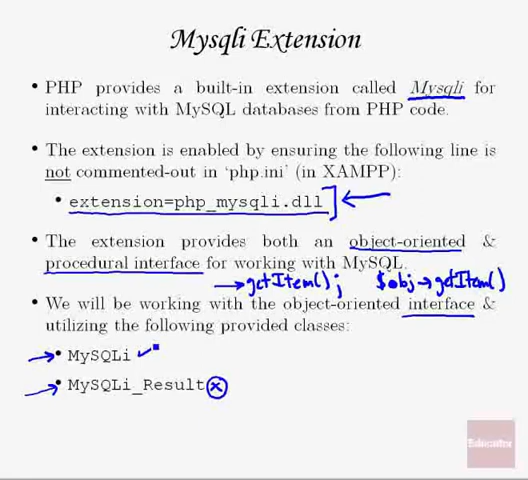 Mysqli Extension
• PHP provides a built-in extension called Mysqli for
interacting with MySQL databases from PHP code.
• The extension is enabled by ensuring the following line is
not commented-out in ‘php.ini’ (in XAMPP):
• extension=php_mysqli.dll
• The extension provides both an object-oriented &
procedural interface for working with MySQL.
→ getItem(); $obj→getItem()
• We will be working with the object-oriented interface &
utilizing the following provided classes:
• MySQLi
• MySQLi_Result
Educator